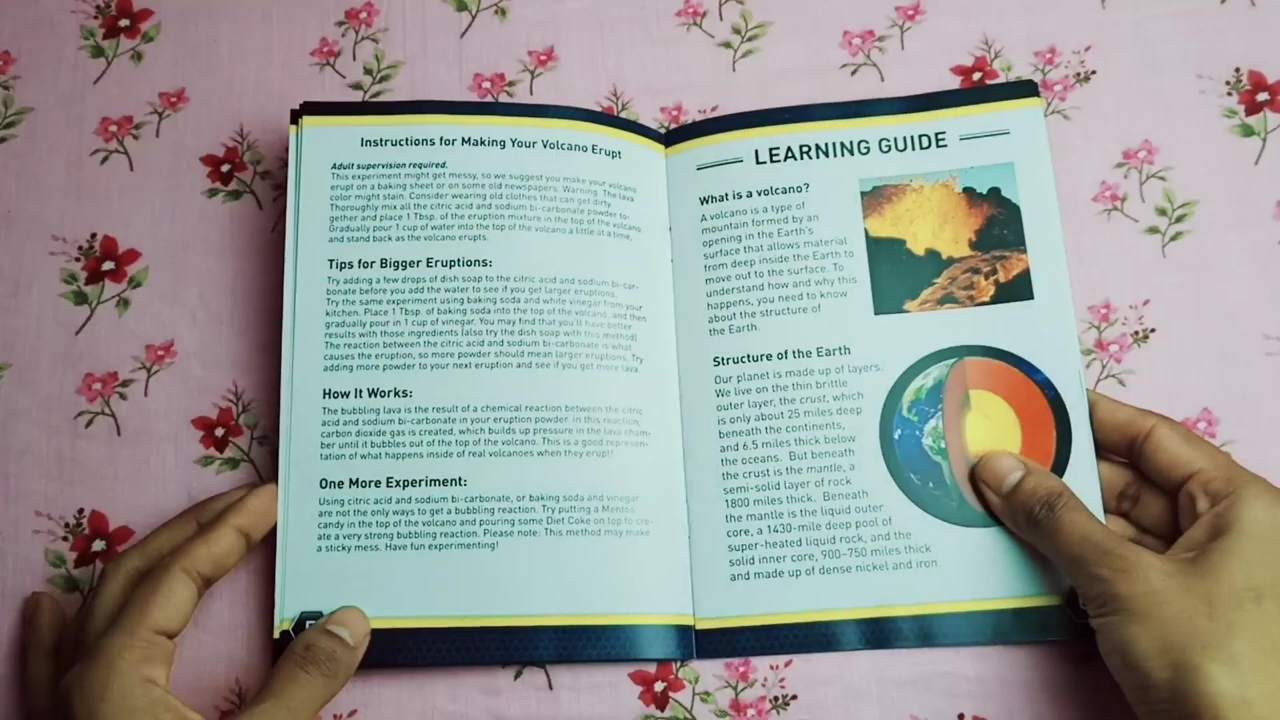 Instructions for Making Your Volcano Erupt
Adult supervision required.
This experiment might get messy, so we suggest you make your volcano
erupt on a baking sheet or on some old newspapers. Warning: The lava
color might stain. Consider wearing old clothes that can get dirty.
Thoroughly mix all the citric acid and sodium bi-carbonate powder to-
gether and place 1 Tbsp. of the eruption mixture in the top of the volcano.
Gradually pour 1 cup of water into the top of the volcano a little at a time,
and stand back as the volcano erupts.
Tips for Bigger Eruptions:
Try adding a few drops of dish soap to the citric acid and sodium bi-car-
bonate before you add the water to see if you get larger eruptions.
Try the same experiment using baking soda and white vinegar from your
kitchen. Place 1 Tbsp. of baking soda into the top of the volcano, and then
gradually pour in 1 cup of vinegar. You may find that you'll have better
results with those ingredients (also try the dish soap with this method)
The reaction between the citric acid and sodium bi-carbonate is what
causes the eruption, so more powder should mean larger eruptions. Try
adding more powder to your next eruption and see if you get more lava.
How It Works:
The bubbling lava is the result of a chemical reaction between the citric
acid and sodium bi-carbonate in your eruption powder. In this reaction,
carbon dioxide gas is created, which builds up pressure in the lava cham-
ber until it bubbles out of the top of the volcano. This is a good represen-
tation of what happens inside of real volcanoes when they erupt!
One More Experiment:
Using citric acid and sodium bi-carbonate, or baking soda and vinegar
are not the only ways to get a bubbling reaction. Try putting a Mentos
candy in the top of the volcano and pouring some Diet Coke on top to cre-
ate a very strong bubbling reaction. Please note: This method may make
a sticky mess. Have fun experimenting!
LEARNING GUIDE
What is a volcano?
A volcano is a type of
mountain formed by an
opening in the Earth's
surface that allows material
from deep inside the Earth to
move out to the surface. To
understand how and why this
happens, you need to know
about the structure of
the Earth.
Structure of the Earth
Our planet is made up of layers.
We live on the thin brittle
outer layer, the crust, which
is only about 25 miles deep
beneath the continents,
and 6.5 miles thick below
the oceans. But beneath
the crust is the mantle, a
semi-solid layer of rock
1800 miles thick. Beneath
the mantle is the liquid outer
core, a 1430-mile deep pool of
super-heated liquid rock, and the
solid inner core, 900–750 miles thick
and made up of dense nickel and iron.